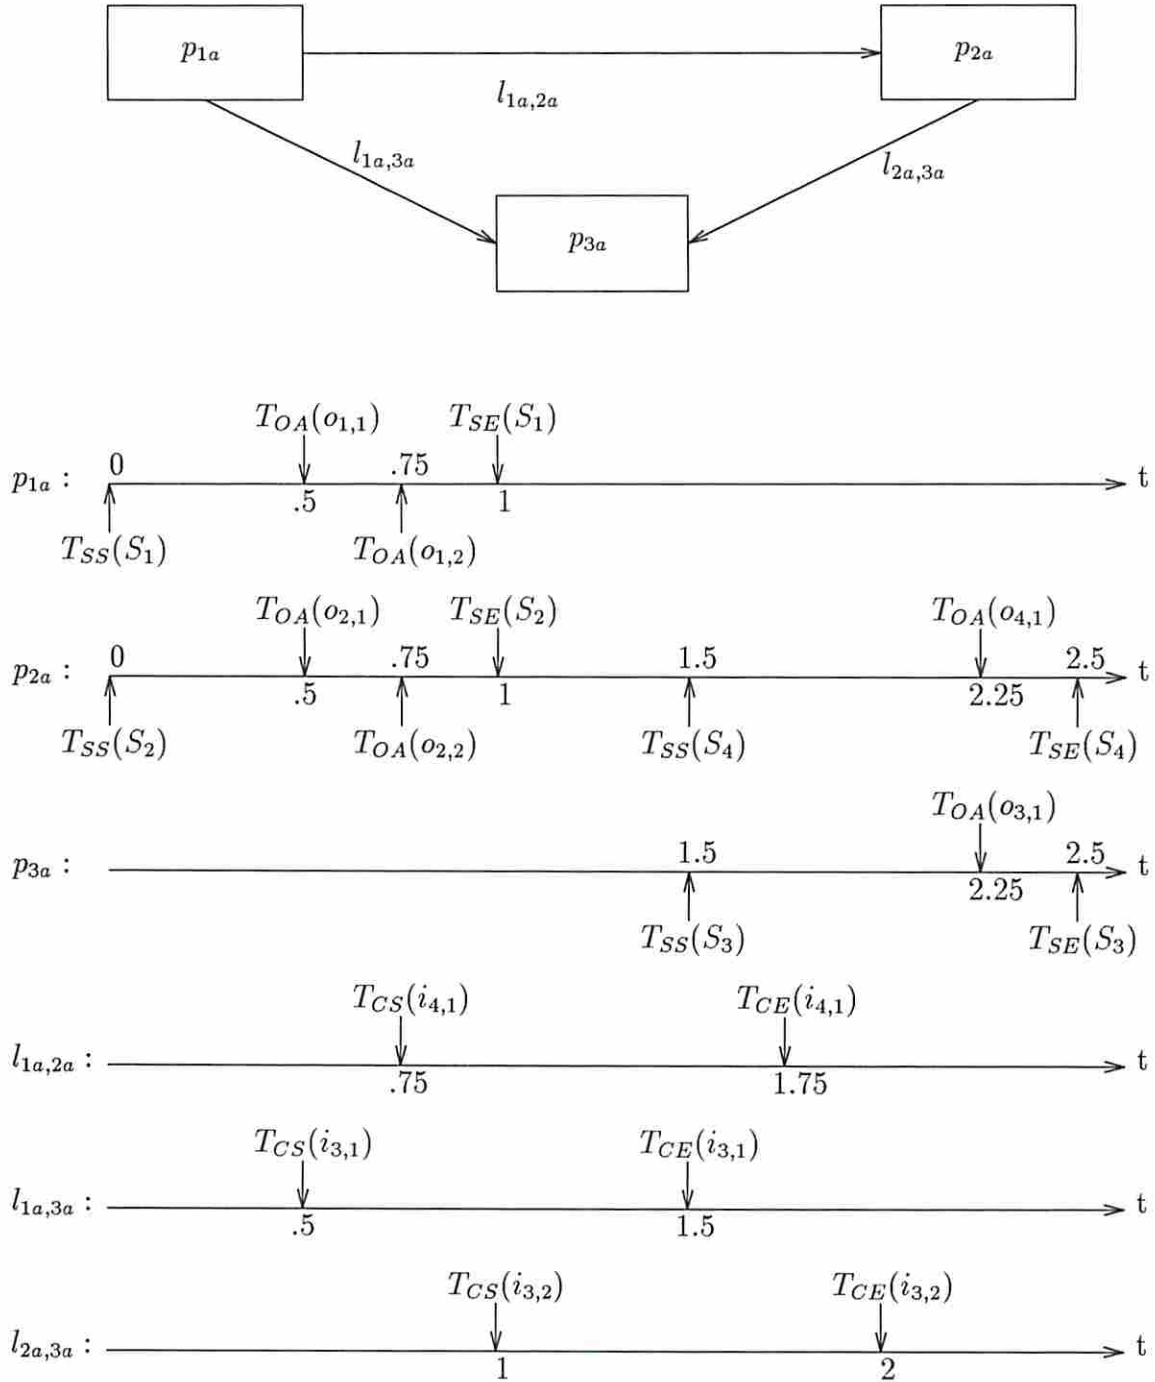 p1a p2a
l1a,2a
l1a,3a l2a,3a
p3a
TOA(o1,1) TSE(S1)
p1a : 0 .75 t
.5 1
TSS(S1) TOA(o1,2)
TOA(o2,1) TSE(S2) TOA(o4,1)
p2a : 0 .75 1.5 2.5 t
.5 1 2.25
TSS(S2) TOA(o2,2) TSS(S4) TSE(S4)
TOA(o3,1)
p3a : 1.5 2.5 t
2.25
TSS(S3) TSE(S3)
TCS(i4,1) TCE(i4,1)
l1a,2a : t
.75 1.75
TCS(i3,1) TCE(i3,1)
l1a,3a : t
.5 1.5
TCS(i3,2) TCE(i3,2)
l2a,3a : t
1 2